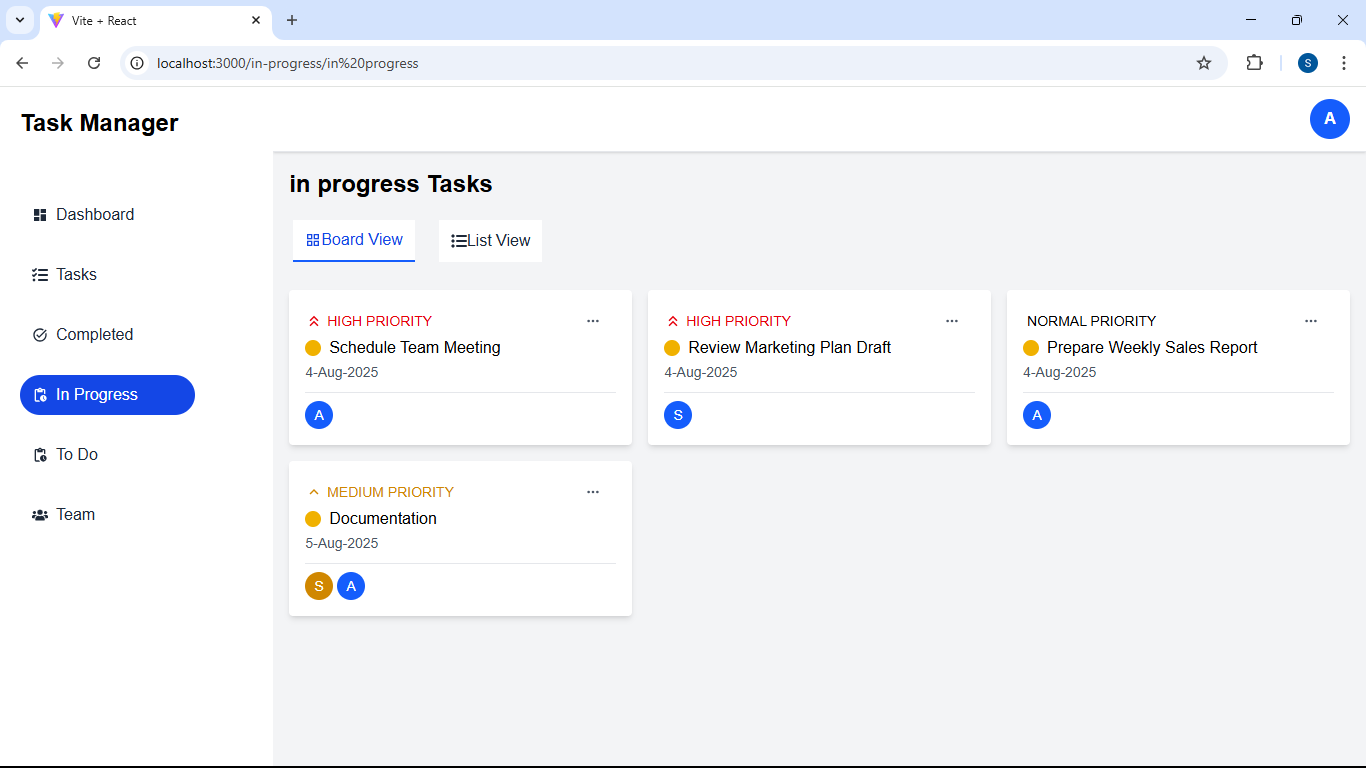 Vite + React
localhost:3000/in-progress/in%20progress
S
Task Manager
A
Dashboard
Tasks
Completed
In Progress
To Do
Team
in progress Tasks
Board View
List View
HIGH PRIORITY
Schedule Team Meeting
4-Aug-2025
A
HIGH PRIORITY
Review Marketing Plan Draft
4-Aug-2025
S
NORMAL PRIORITY
Prepare Weekly Sales Report
4-Aug-2025
A
MEDIUM PRIORITY
Documentation
5-Aug-2025
S A